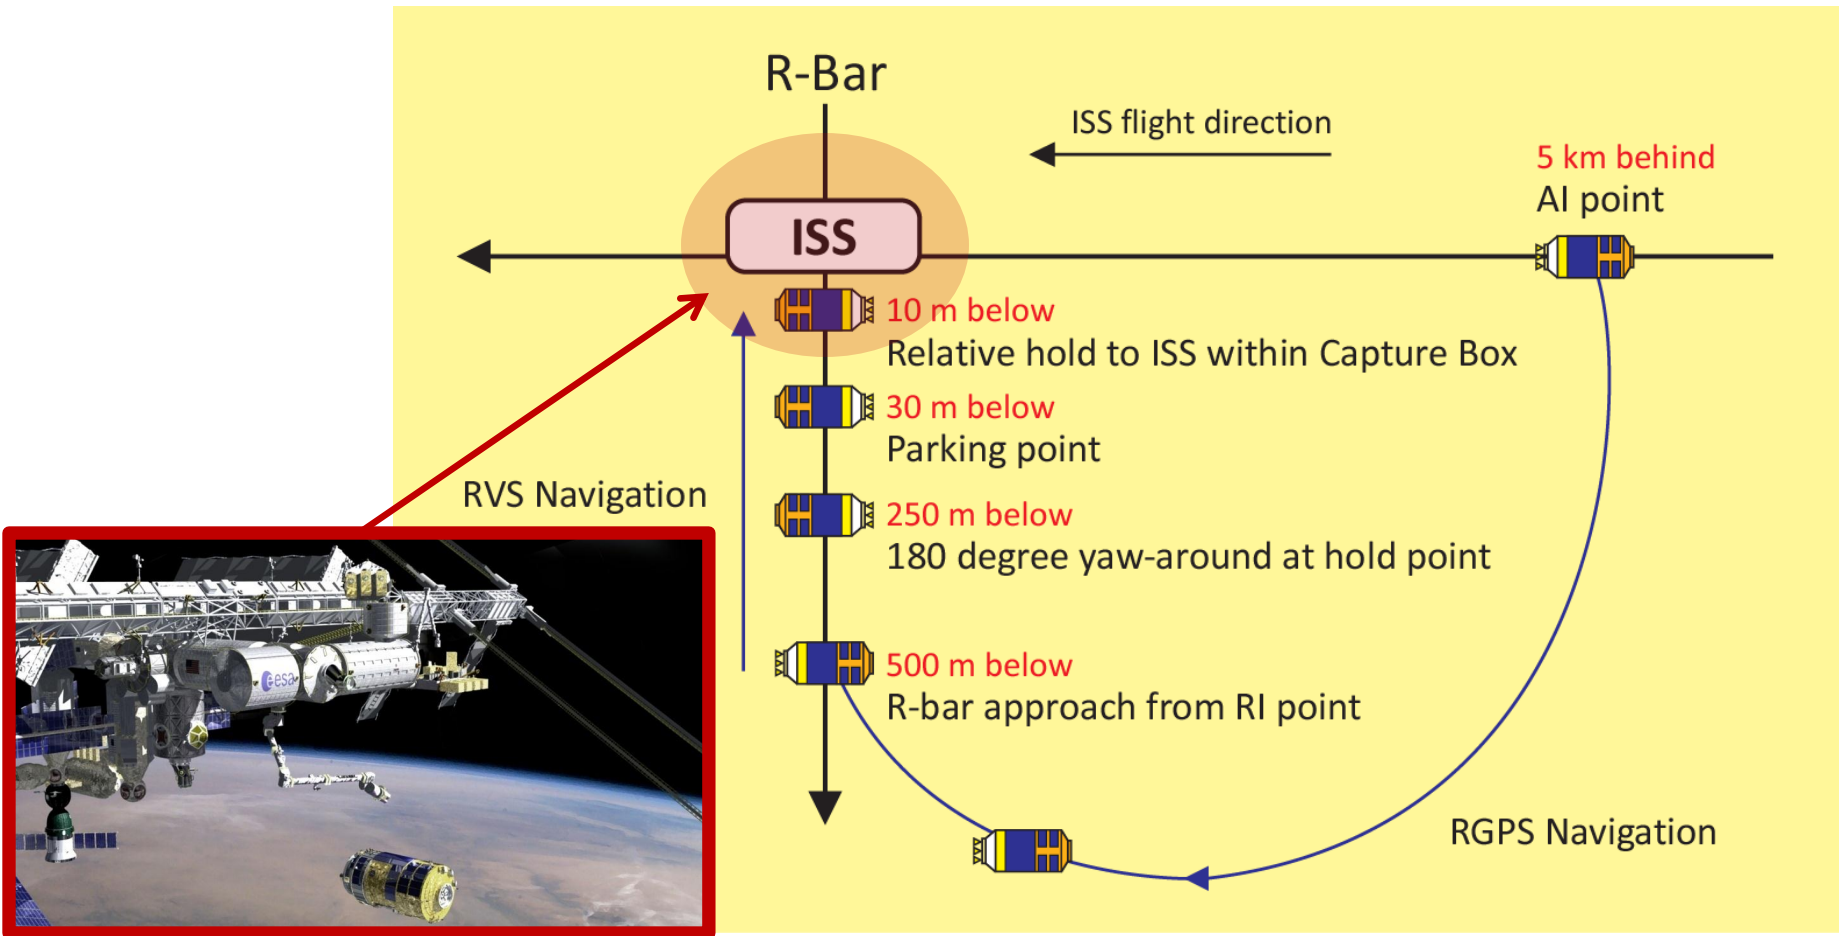 R-Bar
ISS flight direction
5 km behind
AI point
ISS
10 m below
Relative hold to ISS within Capture Box
30 m below
Parking point
RVS Navigation
250 m below
180 degree yaw-around at hold point
500 m below
R-bar approach from RI point
RGPS Navigation
esa